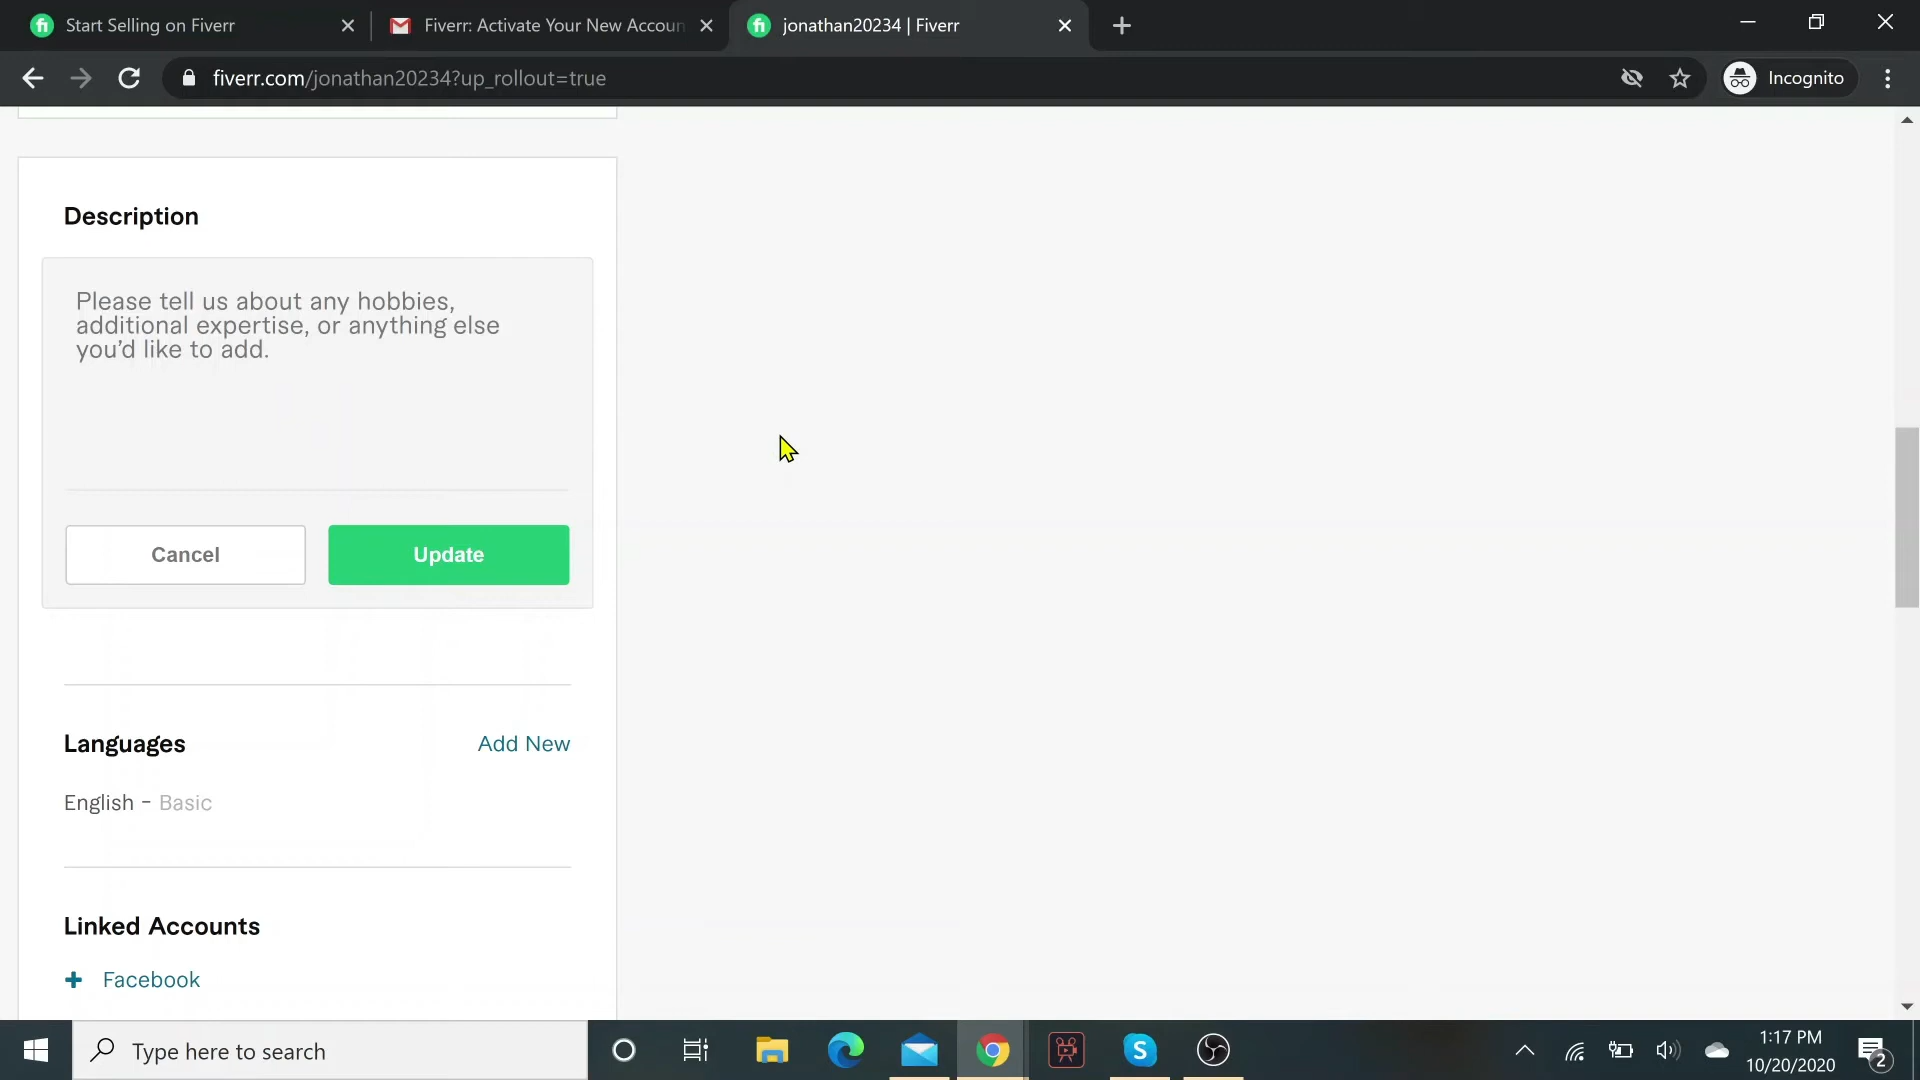 Start Selling on Fiverr
Fiverr: Activate Your New Accoun
jonathan20234 | Fiverr
fiverr.com/jonathan20234?up_rollout=true
Incognito
Description
Please tell us about any hobbies,
additional expertise, or anything else
you’d like to add.
Cancel
Update
Languages
Add New
English - Basic
Linked Accounts
+ Facebook
Type here to search
1:17 PM
10/20/2020
2